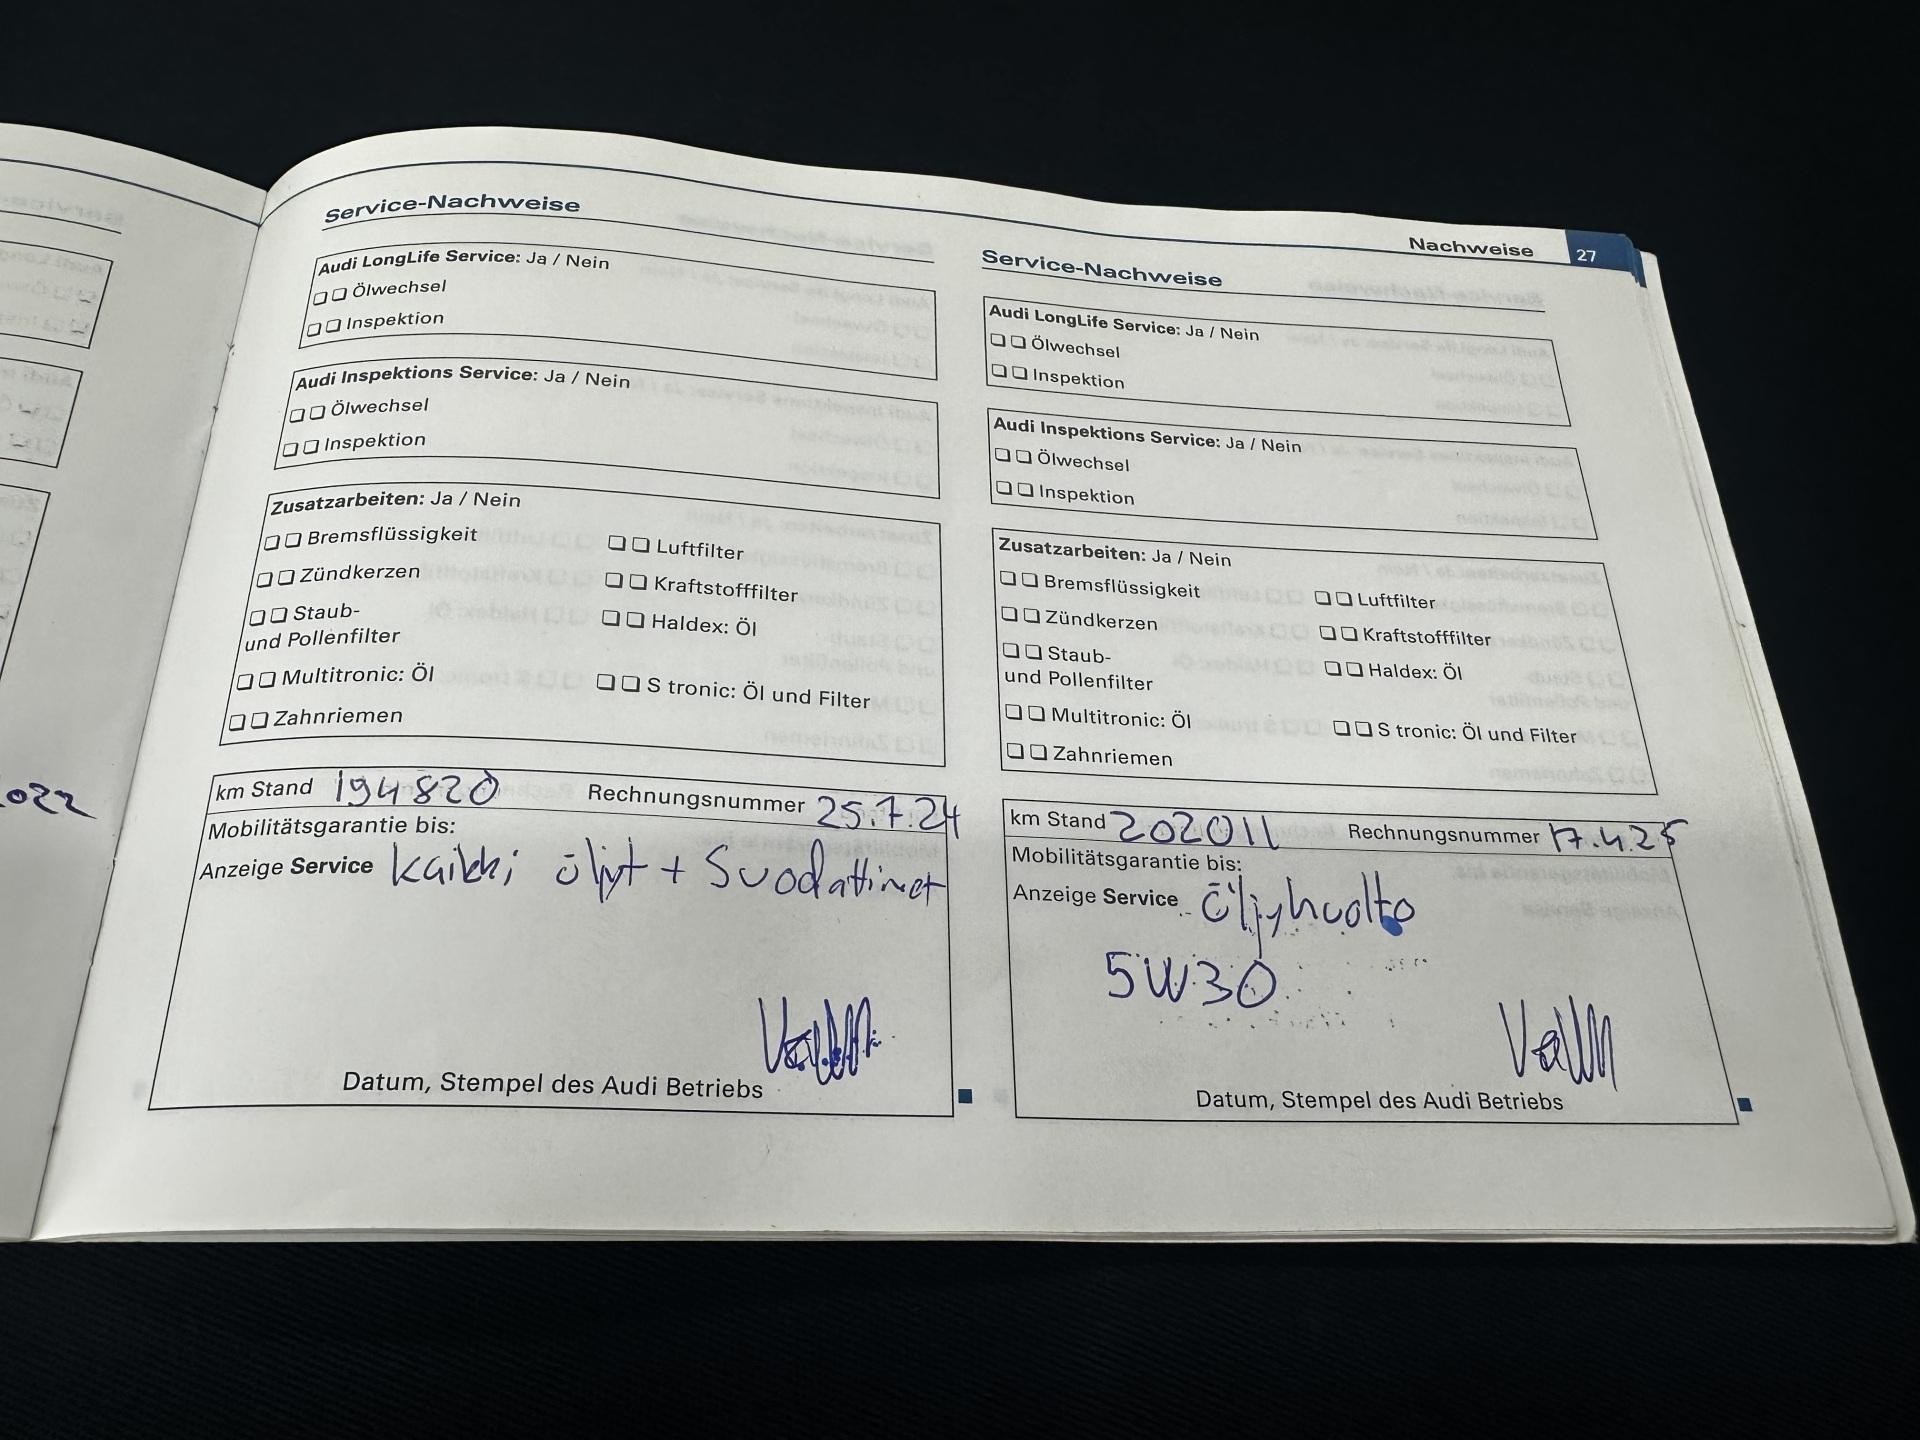 2022
Service-Nachweise
Audi LongLife Service: Ja / Nein
Ölwechsel
Inspektion
Audi Inspektions Service: Ja / Nein
Ölwechsel
Inspektion
Zusatzarbeiten: Ja / Nein
Bremsflüssigkeit Luftfilter
Zündkerzen Kraftstofffilter
Staub- Haldex: Öl
und Pollenfilter
Multitronic: Öl S tronic: Öl und Filter
Zahnriemen
km Stand 194820 Rechnungsnummer 25.7.24
Mobilitätsgarantie bis:
Anzeige Service kaikki öljyt + Suodattimet
Datum, Stempel des Audi Betriebs
Nachweise 27
Service-Nachweise
Audi LongLife Service: Ja / Nein
Ölwechsel
Inspektion
Audi Inspektions Service: Ja / Nein
Ölwechsel
Inspektion
Zusatzarbeiten: Ja / Nein
Bremsflüssigkeit Luftfilter
Zündkerzen Kraftstofffilter
Staub- Haldex: Öl
und Pollenfilter
Multitronic: Öl S tronic: Öl und Filter
Zahnriemen
km Stand 202011 Rechnungsnummer 17.4.25
Mobilitätsgarantie bis:
Anzeige Service öljyhuolto
5W30
Datum, Stempel des Audi Betriebs